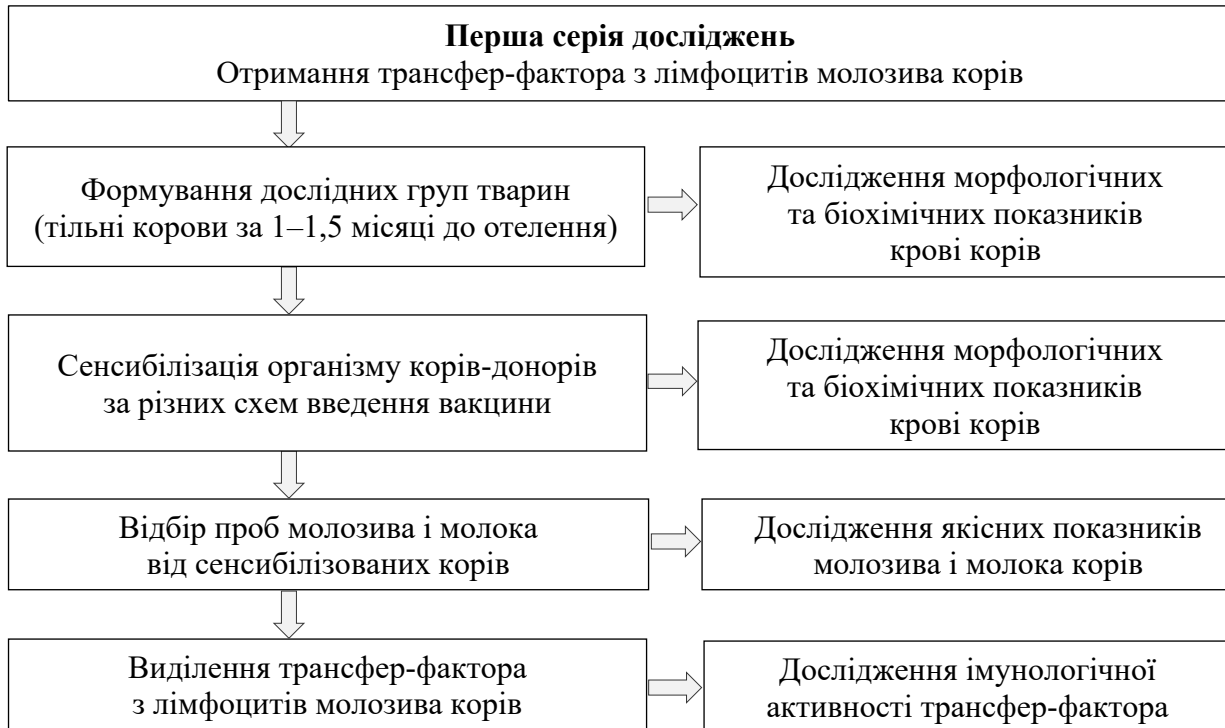 Перша серія досліджень
Отримання трансфер-фактора з лімфоцитів молозива корів
Формування дослідних груп тварин
(тільні корови за 1–1,5 місяці до отелення)
Дослідження морфологічних
та біохімічних показників
крові корів
Сенсибілізація організму корів-донорів
за різних схем введення вакцини
Дослідження морфологічних
та біохімічних показників
крові корів
Відбір проб молозива і молока
від сенсибілізованих корів
Дослідження якісних показників
молозива і молока корів
Виділення трансфер-фактора
з лімфоцитів молозива корів
Дослідження імунологічної
активності трансфер-фактора